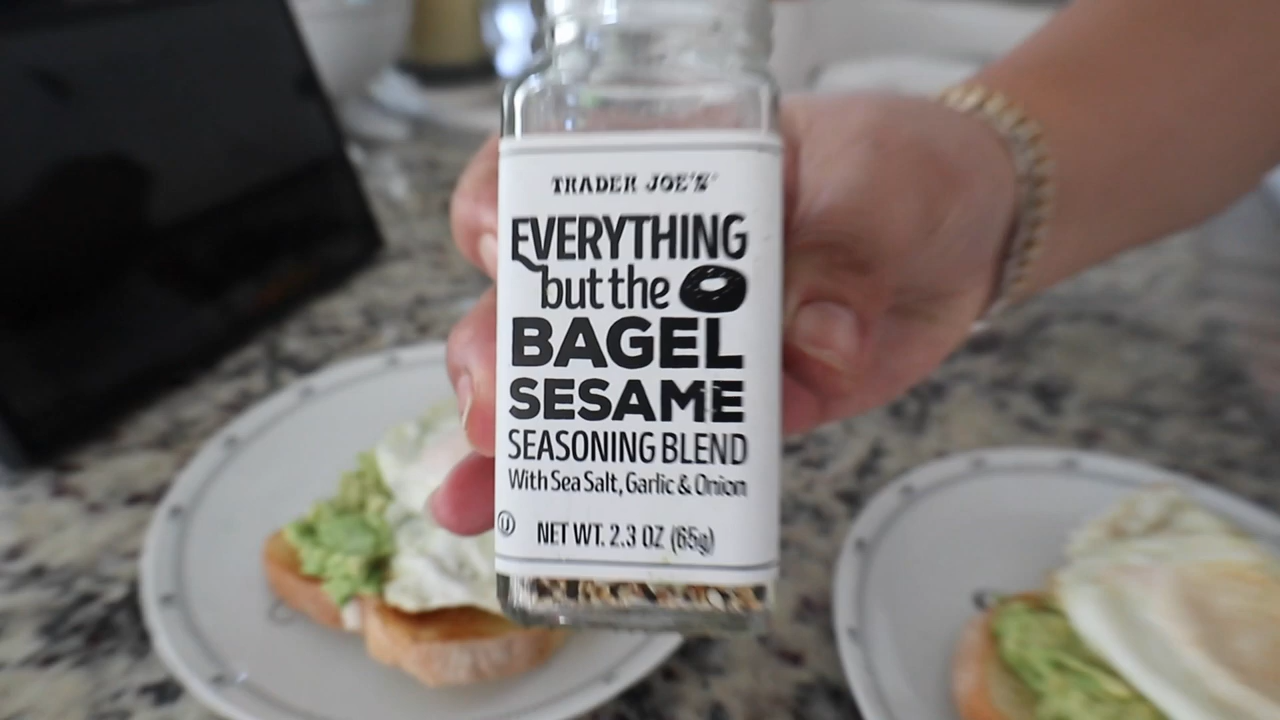 TRADER JOE'S
EVERYTHING
but the
BAGEL
SESAME
SEASONING BLEND
With Sea Salt, Garlic & Onion
U
NET WT. 2.3 OZ (65g)